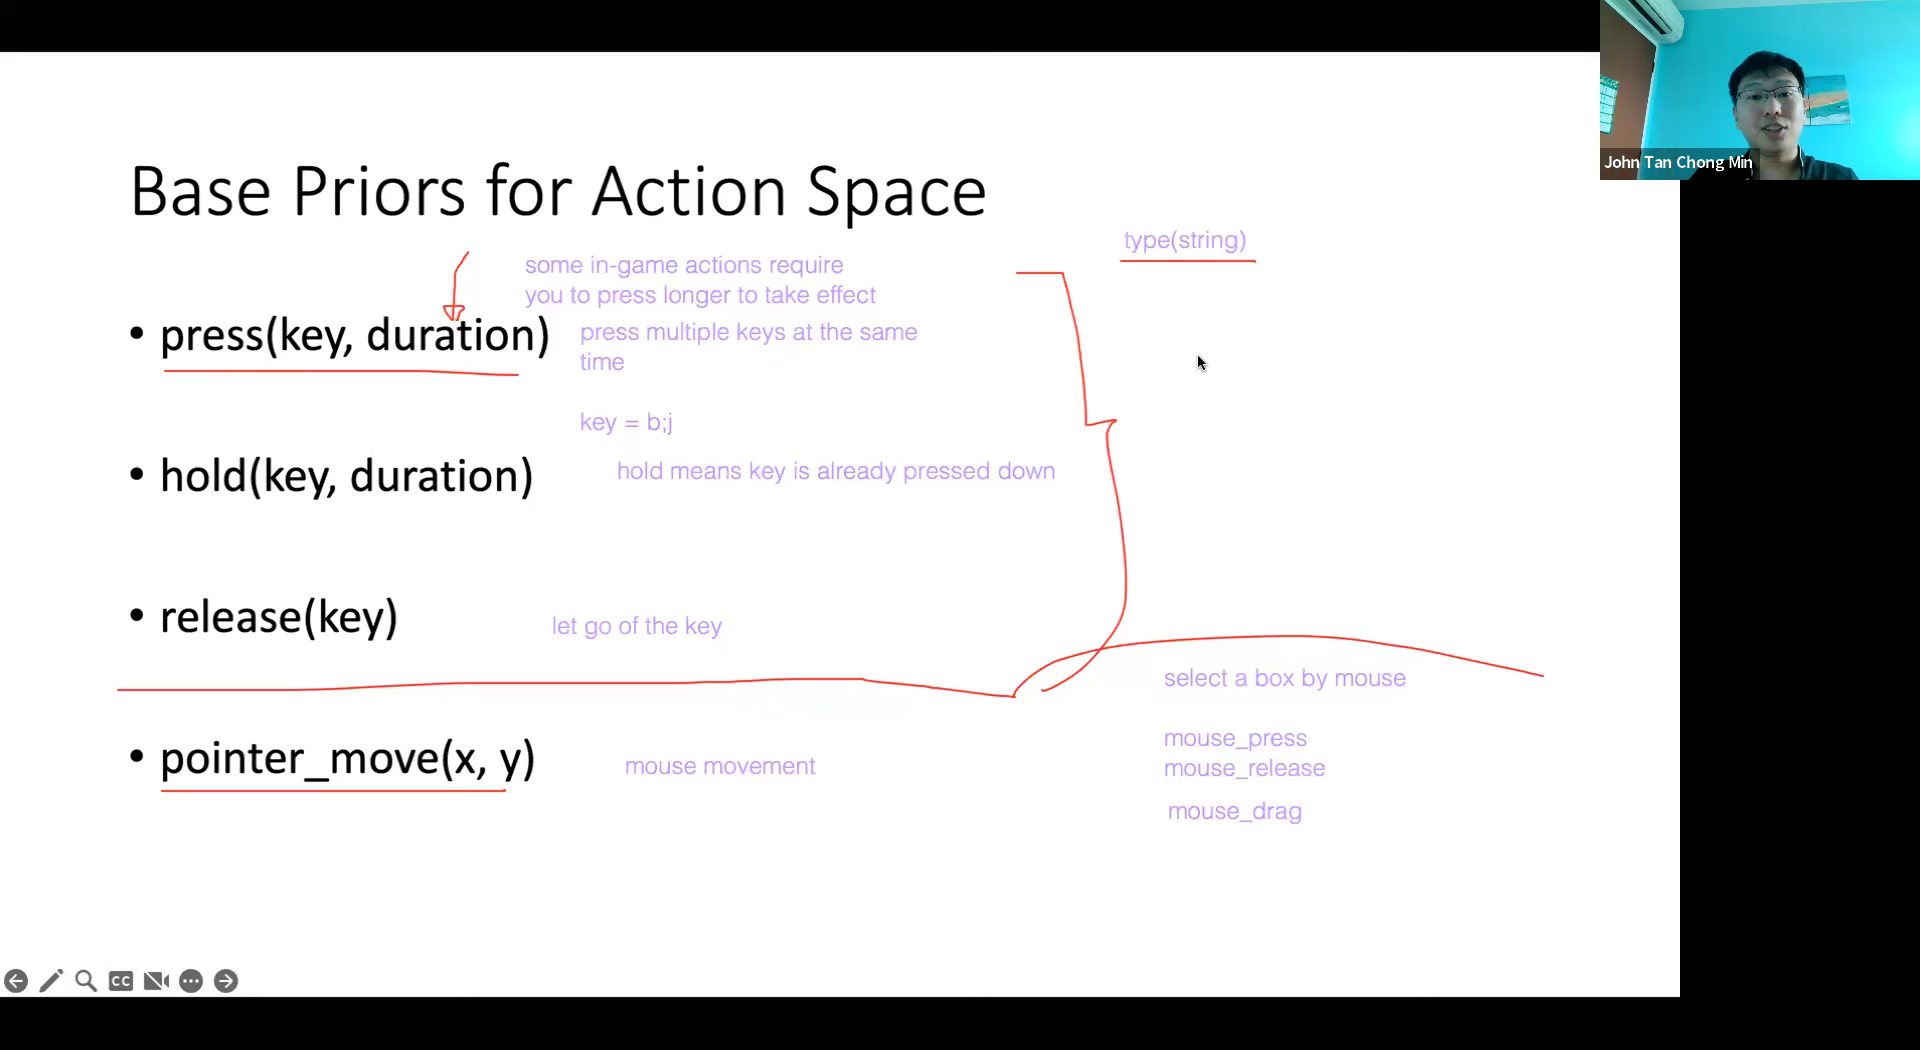 John Tan Chong Min
Base Priors for Action Space
type(string)
some in-game actions require
you to press longer to take effect
• press(key, duration)
press multiple keys at the same
time
key = b;j
• hold(key, duration)
hold means key is already pressed down
• release(key)
let go of the key
select a box by mouse
• pointer_move(x, y)
mouse movement
mouse_press
mouse_release
mouse_drag
CC